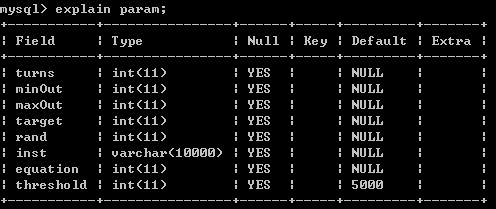 mysql> explain param;
+-----------+----------------+------+-----+---------+-------+
| Field     | Type           | Null | Key | Default | Extra |
+-----------+----------------+------+-----+---------+-------+
| turns     | int(11)        | YES  |     | NULL    |       |
| minOut    | int(11)        | YES  |     | NULL    |       |
| maxOut    | int(11)        | YES  |     | NULL    |       |
| target    | int(11)        | YES  |     | NULL    |       |
| rand      | int(11)        | YES  |     | NULL    |       |
| inst      | varchar(10000) | YES  |     | NULL    |       |
| equation  | int(11)        | YES  |     | NULL    |       |
| threshold | int(11)        | YES  |     | 5000    |       |
+-----------+----------------+------+-----+---------+-------+